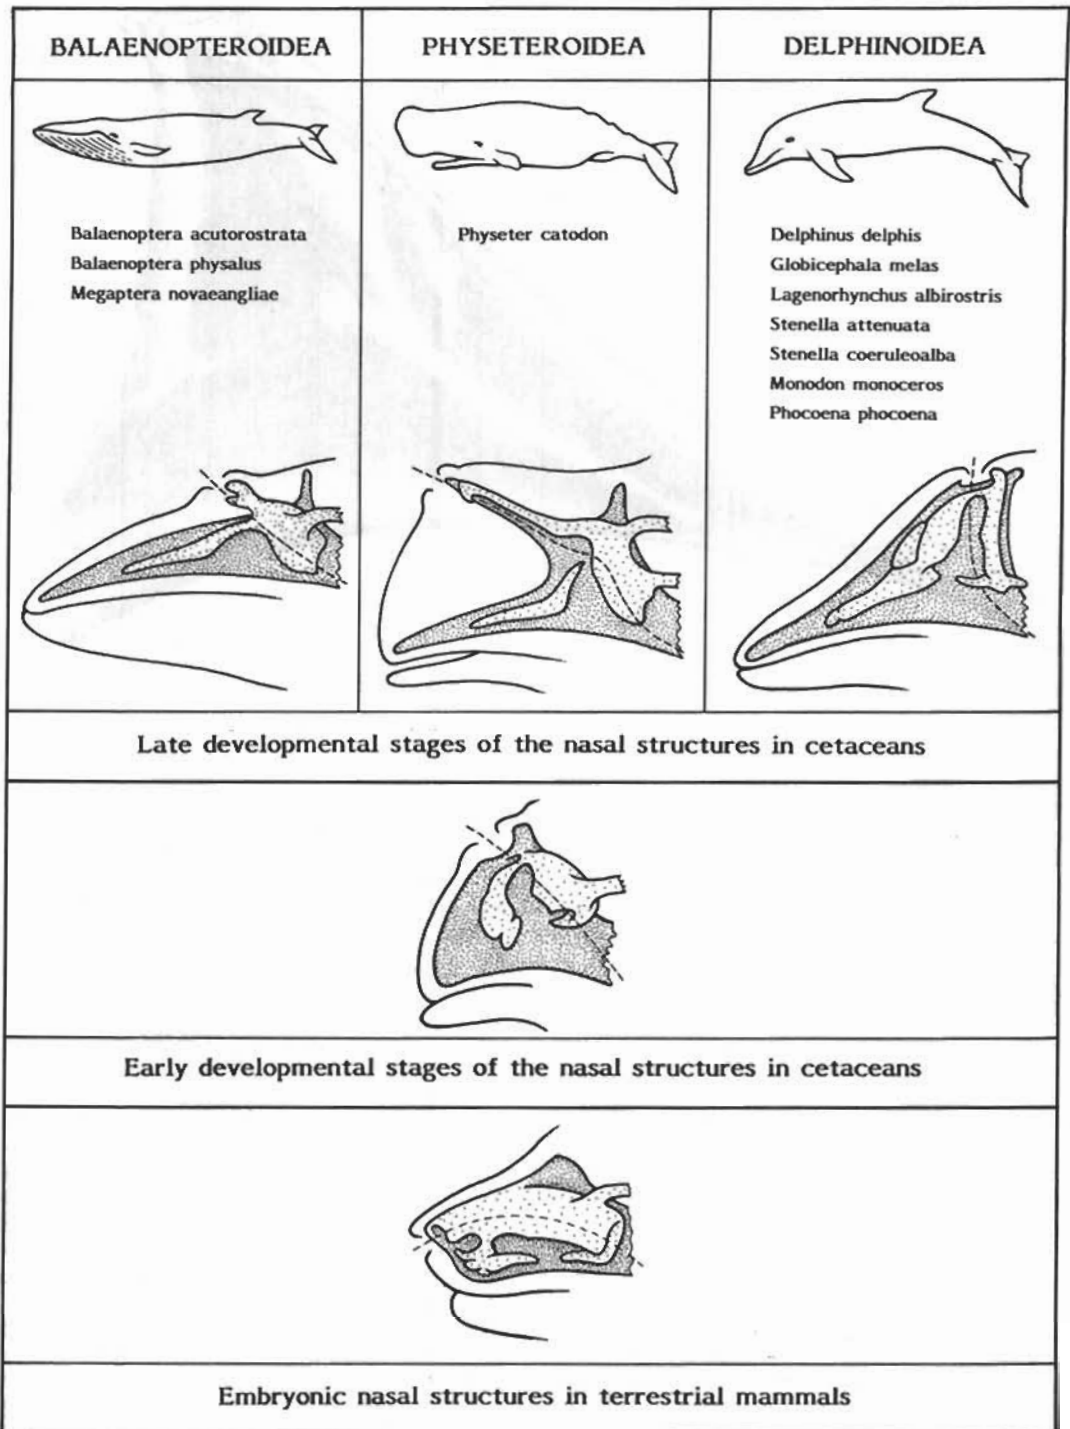 BALAENOPTEROIDEA
PHYSETEROIDEA
DELPHINOIDEA
Balaenoptera acutorostrata
Balaenoptera physalus
Megaptera novaeangliae
Physeter catodon
Delphinus delphis
Globicephala melas
Lagenorhynchus albirostris
Stenella attenuata
Stenella coeruleoalba
Monodon monoceros
Phocoena phocoena
Late developmental stages of the nasal structures in cetaceans
Early developmental stages of the nasal structures in cetaceans
Embryonic nasal structures in terrestrial mammals